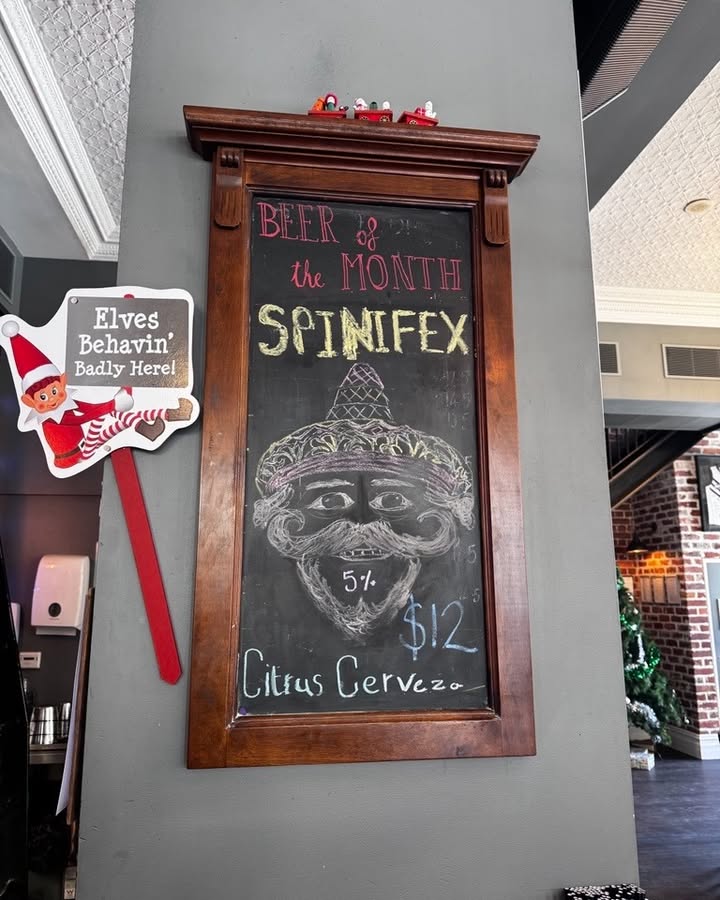 BEER of
the MONTH
SPINIFEX
5%
$12
Citrus Cerveza
Elves
Behavin'
Badly Here!